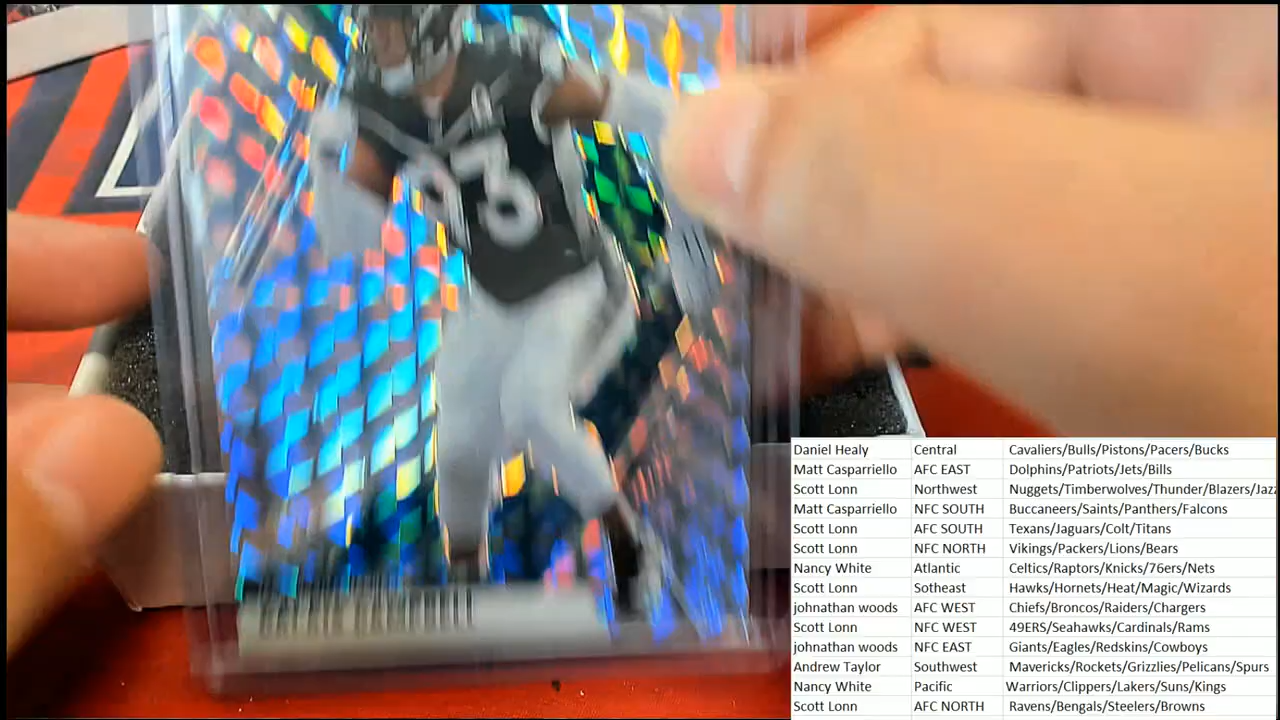 Daniel Healy Central Cavaliers/Bulls/Pistons/Pacers/Bucks
Matt Casparriello AFC EAST Dolphins/Patriots/Jets/Bills
Scott Lonn Northwest Nuggets/Timberwolves/Thunder/Blazers/Jazz
Matt Casparriello NFC SOUTH Buccaneers/Saints/Panthers/Falcons
Scott Lonn AFC SOUTH Texans/Jaguars/Colt/Titans
Scott Lonn NFC NORTH Vikings/Packers/Lions/Bears
Nancy White Atlantic Celtics/Raptors/Knicks/76ers/Nets
Scott Lonn Sotheast Hawks/Hornets/Heat/Magic/Wizards
johnathan woods AFC WEST Chiefs/Broncos/Raiders/Chargers
Scott Lonn NFC WEST 49ERS/Seahawks/Cardinals/Rams
johnathan woods NFC EAST Giants/Eagles/Redskins/Cowboys
Andrew Taylor Southwest Mavericks/Rockets/Grizzlies/Pelicans/Spurs
Nancy White Pacific Warriors/Clippers/Lakers/Suns/Kings
Scott Lonn AFC NORTH Ravens/Bengals/Steelers/Browns